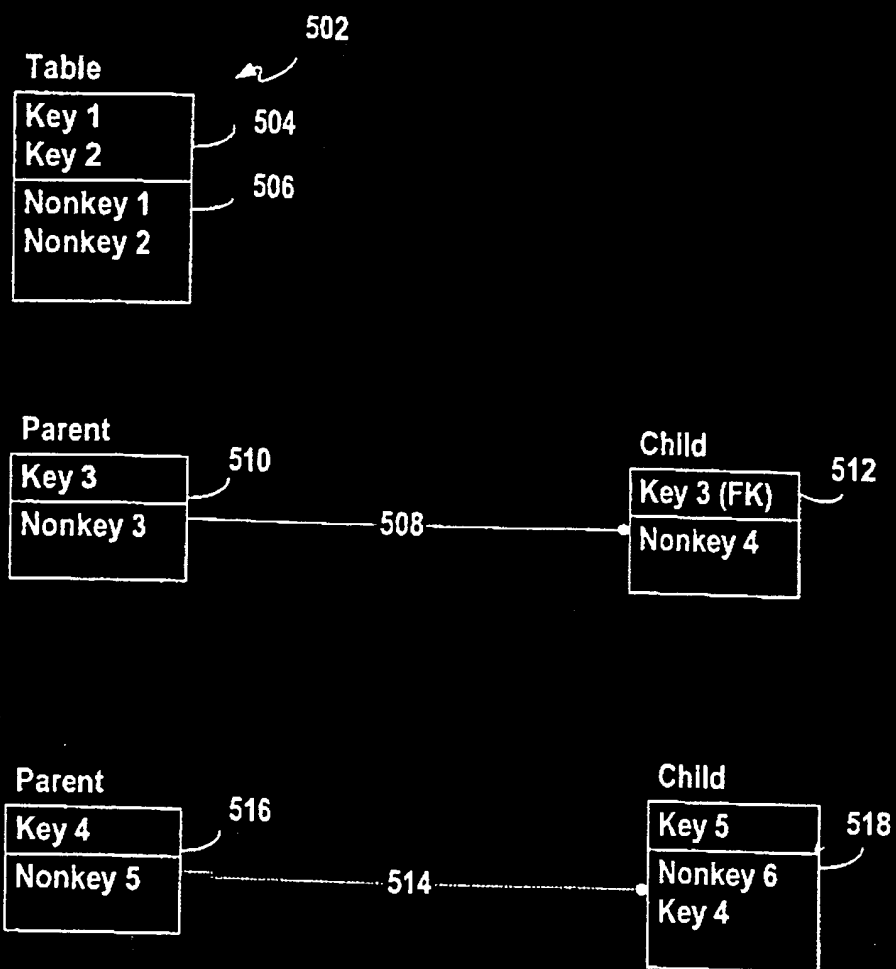 502
Table
Key 1
504
Key 2
506
Nonkey 1
Nonkey 2
Parent
Key 3
510
Nonkey 3
508
Child
Key 3 (FK)
512
Nonkey 4
Parent
Key 4
516
Nonkey 5
514
Child
Key 5
518
Nonkey 6
Key 4